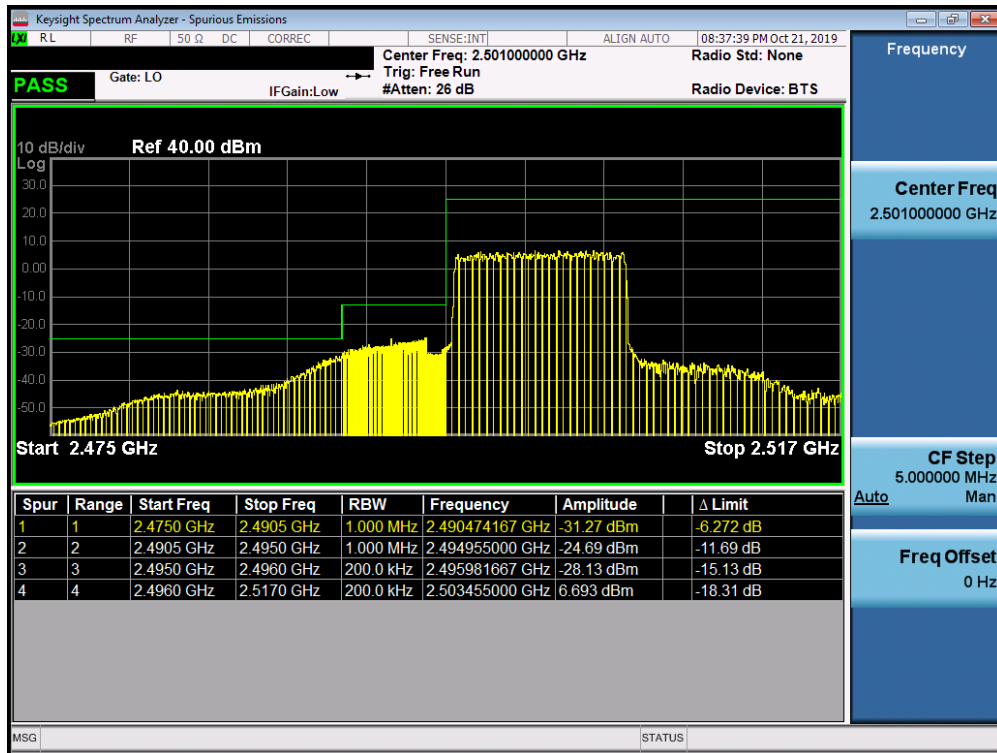 Keysight Spectrum Analyzer - Spurious Emissions
LXI RL RF 50 Ω DC CORREC SENSE:INT ALIGN AUTO 08:37:39 PM Oct 21, 2019
Center Freq: 2.501000000 GHz Radio Std: None
PASS Gate: LO Trig: Free Run
IFGain:Low #Atten: 26 dB Radio Device: BTS
10 dB/div Ref 40.00 dBm
Log
30.0
20.0
10.0
0.00
-10.0
-20.0
-30.0
-40.0
-50.0
Start 2.475 GHz Stop 2.517 GHz
Spur Range Start Freq Stop Freq RBW Frequency Amplitude Δ Limit
1 1 2.4750 GHz 2.4905 GHz 1.000 MHz 2.490474167 GHz -31.27 dBm -6.272 dB
2 2 2.4905 GHz 2.4950 GHz 1.000 MHz 2.494955000 GHz -24.69 dBm -11.69 dB
3 3 2.4950 GHz 2.4960 GHz 200.0 kHz 2.495981667 GHz -28.13 dBm -15.13 dB
4 4 2.4960 GHz 2.5170 GHz 200.0 kHz 2.503455000 GHz 6.693 dBm -18.31 dB
MSG STATUS
Frequency
Center Freq
2.501000000 GHz
CF Step
5.000000 MHz
Auto Man
Freq Offset
0 Hz